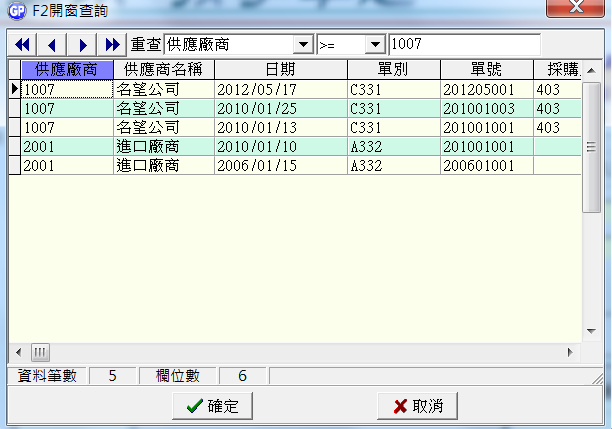 GP F2開窗查詢
重查 供應廠商 >= 1007
供應廠商 供應商名稱 日期 單別 單號 採購
1007 名望公司 2012/05/17 C331 201205001 403
1007 名望公司 2010/01/25 C331 201001003 403
1007 名望公司 2010/01/13 C331 201001001 403
2001 進口廠商 2010/01/10 A332 201001001
2001 進口廠商 2006/01/15 A332 200601001
資料筆數 5 欄位數 6
確定 取消